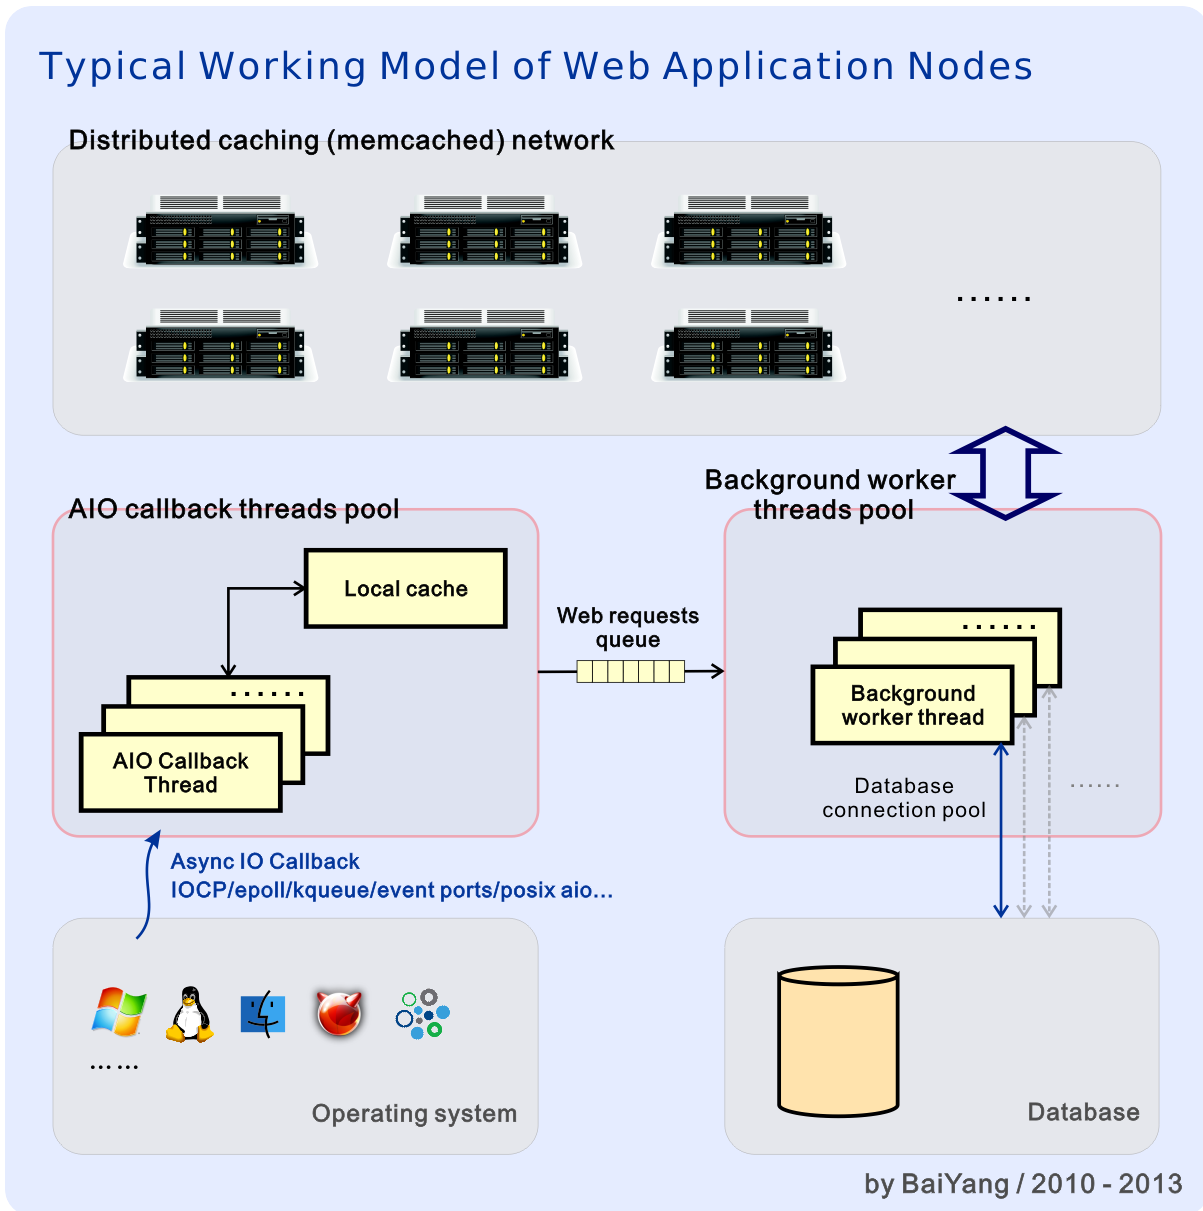 Typical Working Model of Web Application Nodes
Distributed caching (memcached) network
......
Background worker
threads pool
AIO callback threads pool
Local cache
Web requests
queue
......
AIO Callback
Thread
......
Background
worker thread
Database
connection pool
......
Async IO Callback
IOCP/epoll/kqueue/event ports/posix aio...
... ...
Operating system
Database
by BaiYang / 2010 - 2013